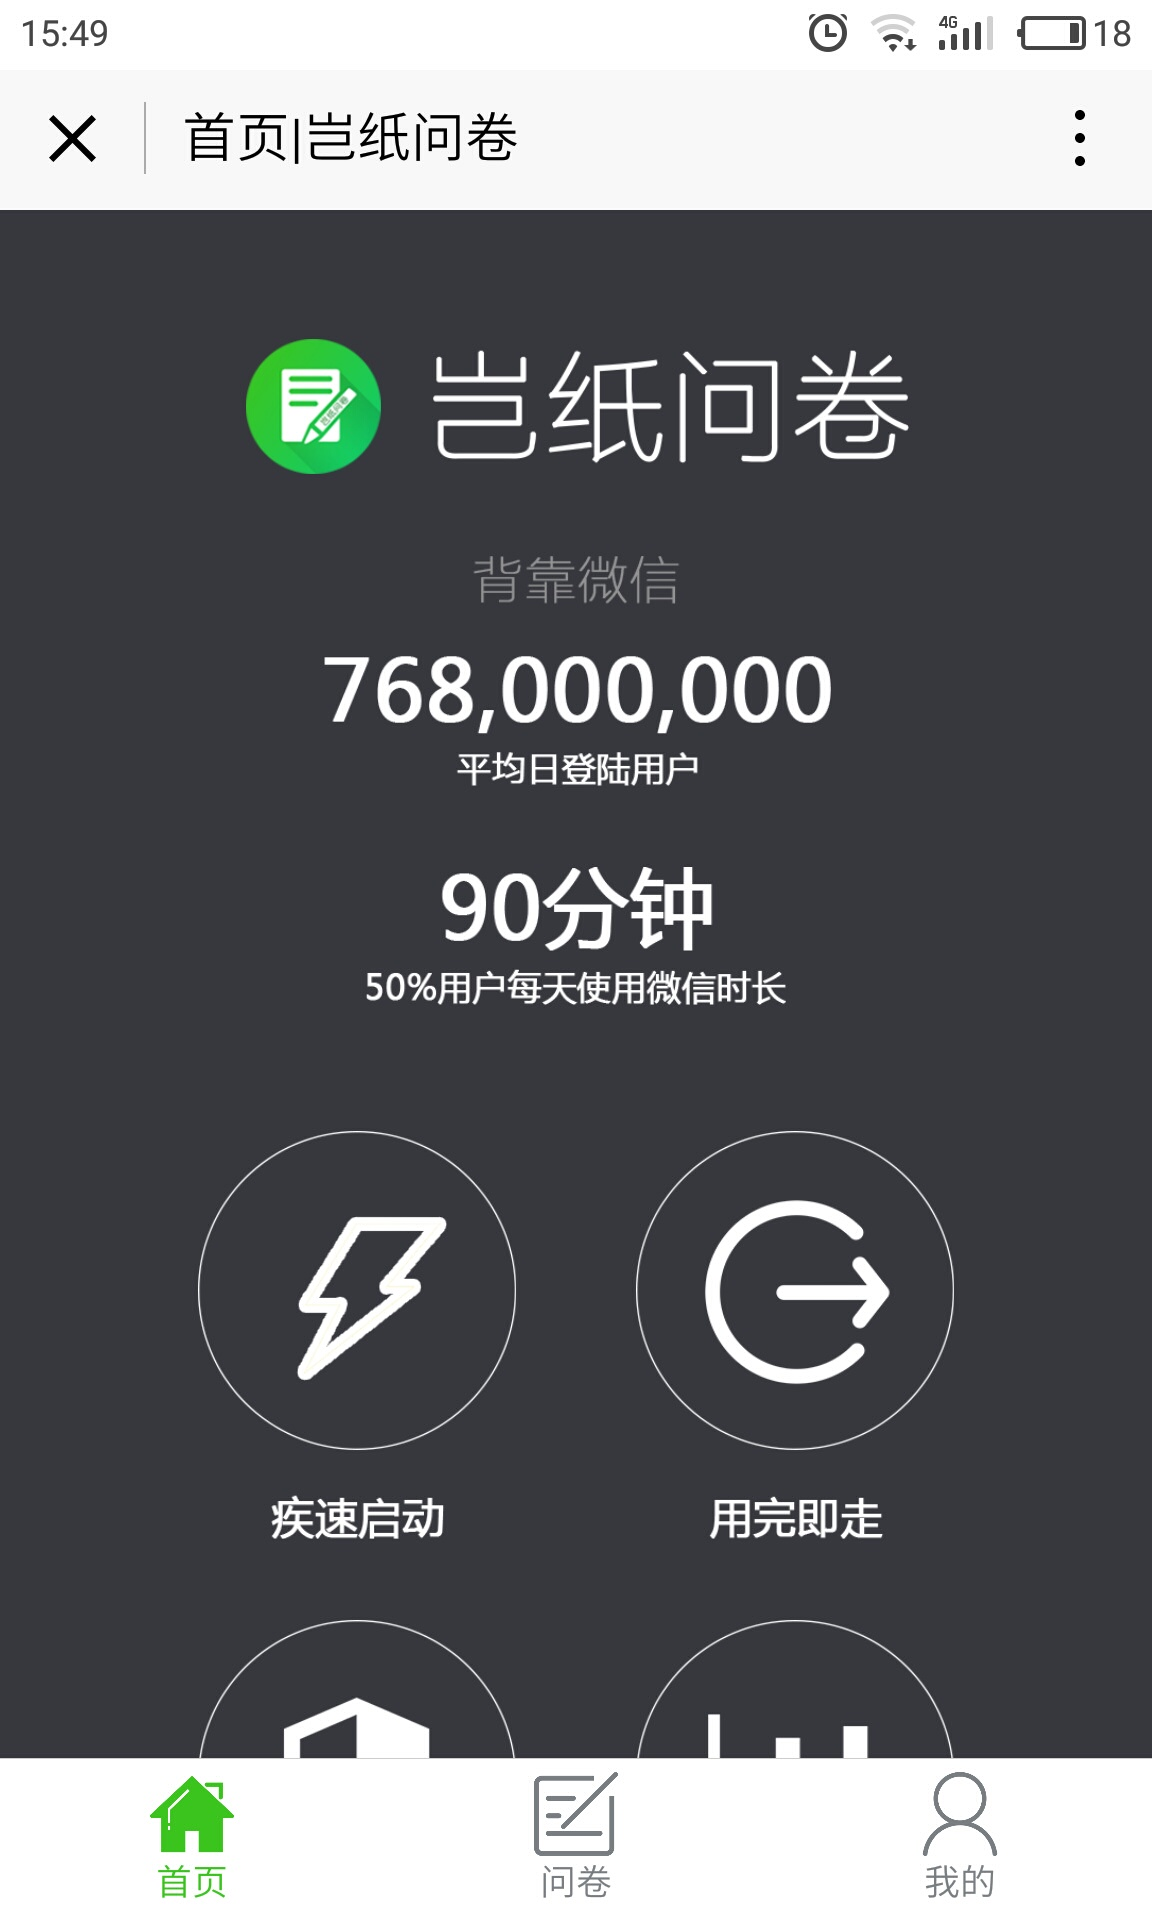 15:49
4G
18
首页|岂纸问卷
岂纸问卷
背靠微信
768,000,000
平均日登陆用户
90分钟
50%用户每天使用微信时长
疾速启动
用完即走
首页
问卷
我的